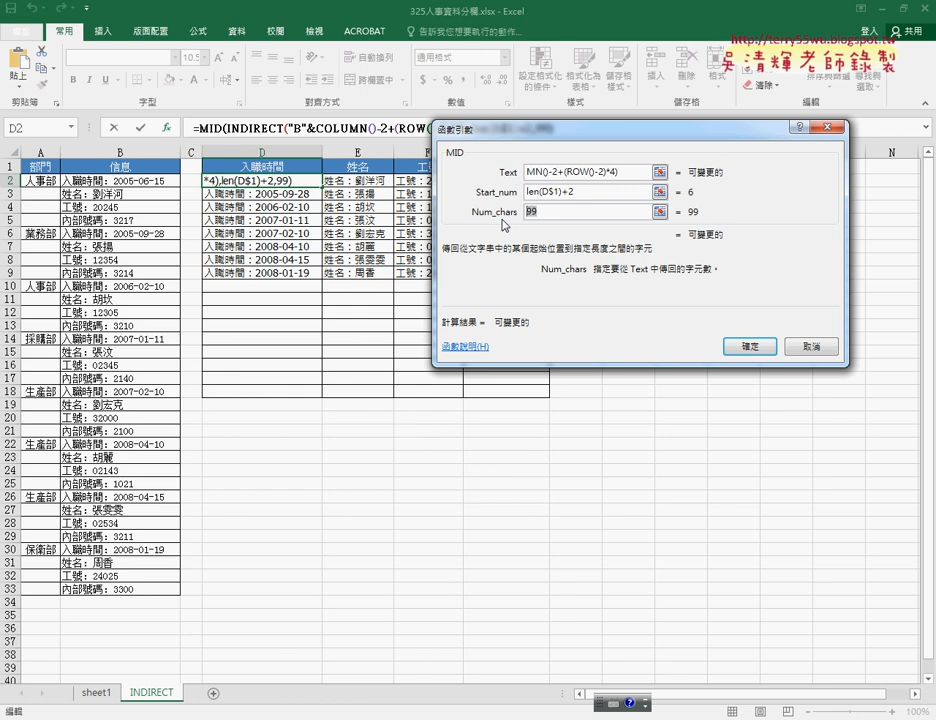 325人事資料分欄.xlsx - Excel
常用 插入 版面配置 公式 資料 校閱 檢視 ACROBAT 告訴我您想要執行的動作... 登入 共用
http://terry55wu.blogspot.tw
吳清輝老師錄製
貼上 10.5 自動換列 通用格式 設定格式化的條件 格式化為表格 儲存格樣式 插入 刪除 格式 清除
B I U 跨欄置中 $ %
剪貼簿 字型 對齊方式 數值 樣式 儲存格 編輯
D2 fx =MID(INDIRECT("B"&COLUMN()-2+(ROW(
A B C D E F N
1 部門 信息 入職時間 姓名
2 人事部 入職時間：2005-06-15 *4),len(D$1)+2,99) 姓名：劉洋河
3 姓名：劉洋河 入職時間：2005-09-28 姓名：張揚
4 工號：20245 入職時間：2006-02-10 姓名：胡坎
5 內部號碼：3217 入職時間：2007-01-11 姓名：張汶
6 業務部 入職時間：2005-09-28 入職時間：2007-02-10 姓名：劉宏克
7 姓名：張揚 入職時間：2008-04-10 姓名：胡麗
8 工號：12354 入職時間：2008-04-15 姓名：張雯雯
9 內部號碼：3214 入職時間：2008-01-19 姓名：周香
10 人事部 入職時間：2006-02-10
11 姓名：胡坎
12 工號：12305
13 內部號碼：3210
14 採購部 入職時間：2007-01-11
15 姓名：張汶
16 工號：02345
17 內部號碼：2140
18 生產部 入職時間：2007-02-10
19 姓名：劉宏克
20 工號：32000
21 內部號碼：2100
22 生產部 入職時間：2008-04-10
23 姓名：胡麗
24 工號：02143
25 內部號碼：1021
26 生產部 入職時間：2008-04-15
27 姓名：張雯雯
28 工號：02534
29 內部號碼：3211
30 保衛部 入職時間：2008-01-19
31 姓名：周香
32 工號：24025
33 內部號碼：3300
34
35
36
37
38
39
40
函數引數
MID
Text MN()-2+(ROW()-2)*4) = 可變更的
Start_num len(D$1)+2 = 6
Num_chars 99 = 99
= 可變更的
傳回從文字串中的某個起始位置到指定長度之間的字元
Num_chars 指定要從 Text 中傳回的字元數。
計算結果 = 可變更的
函數說明(H) 確定 取消
sheet1 INDIRECT
編輯 100%